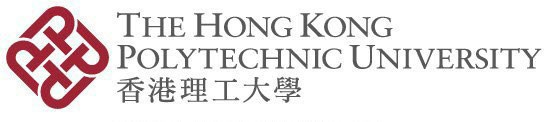 THE HONG KONG
POLYTECHNIC UNIVERSITY
香港理工大學